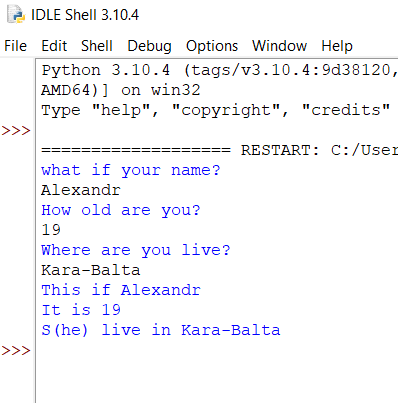 IDLE Shell 3.10.4
File Edit Shell Debug Options Window Help
Python 3.10.4 (tags/v3.10.4:9d38120,
AMD64)] on win32
Type "help", "copyright", "credits"
>>>
=================== RESTART: C:/User
what if your name?
Alexandr
How old are you?
19
Where are you live?
Kara-Balta
This if Alexandr
It is 19
S(he) live in Kara-Balta
>>>